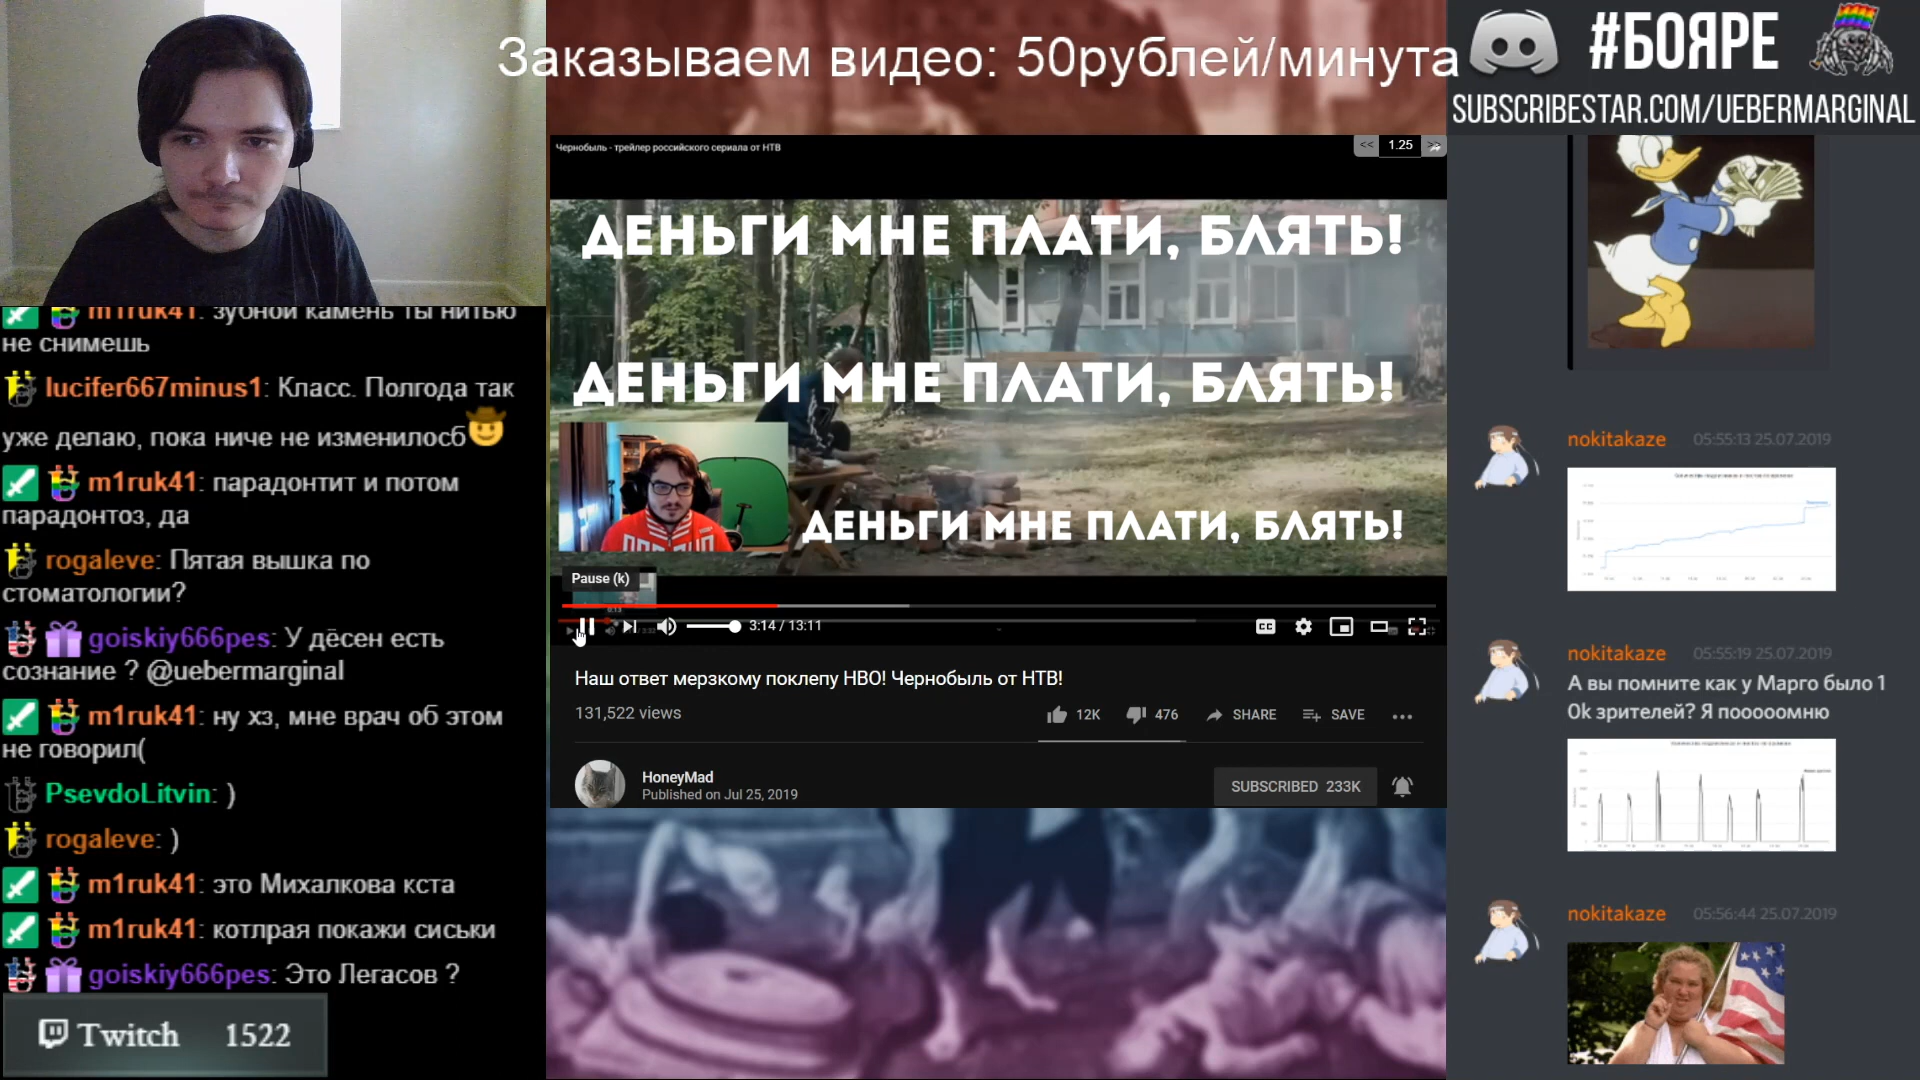 Заказываем видео: 50рублей/минута
#БОЯРЕ
SUBSCRIBESTAR.COM/UEBERMARGINAL
m1ruk41: зубной камень ты нитью
не снимешь
lucifer667minus1: Класс. Полгода так
уже делаю, пока ниче не изменилосб
m1ruk41: парадонтит и потом
парадонтоз, да
rogaleve: Пятая вышка по
стоматологии?
goiskiy666pes: У дёсен есть
сознание ? @uebermarginal
m1ruk41: ну хз, мне врач об этом
не говорил(
PsevdoLitvin: )
rogaleve: )
m1ruk41: это Михалкова кста
m1ruk41: котлрая покажи сиськи
goiskiy666pes: Это Легасов ?
Twitch 1522
Чернобыль - трейлер российского сериала от НТВ
<< 1.25 >>
ДЕНЬГИ МНЕ ПЛАТИ, БЛЯТЬ!
ДЕНЬГИ МНЕ ПЛАТИ, БЛЯТЬ!
ДЕНЬГИ МНЕ ПЛАТИ, БЛЯТЬ!
Pause (k)
3:14 / 13:11
CC
Наш ответ мерзкому поклепу HBO! Чернобыль от НТВ!
131,522 views
12K 476 SHARE SAVE
HoneyMad
Published on Jul 25, 2019
SUBSCRIBED 233K
nokitakaze 05:55:13 25.07.2019
nokitakaze 05:55:19 25.07.2019
А вы помните как у Марго было 1
0k зрителей? Я пооооомню
nokitakaze 05:56:44 25.07.2019